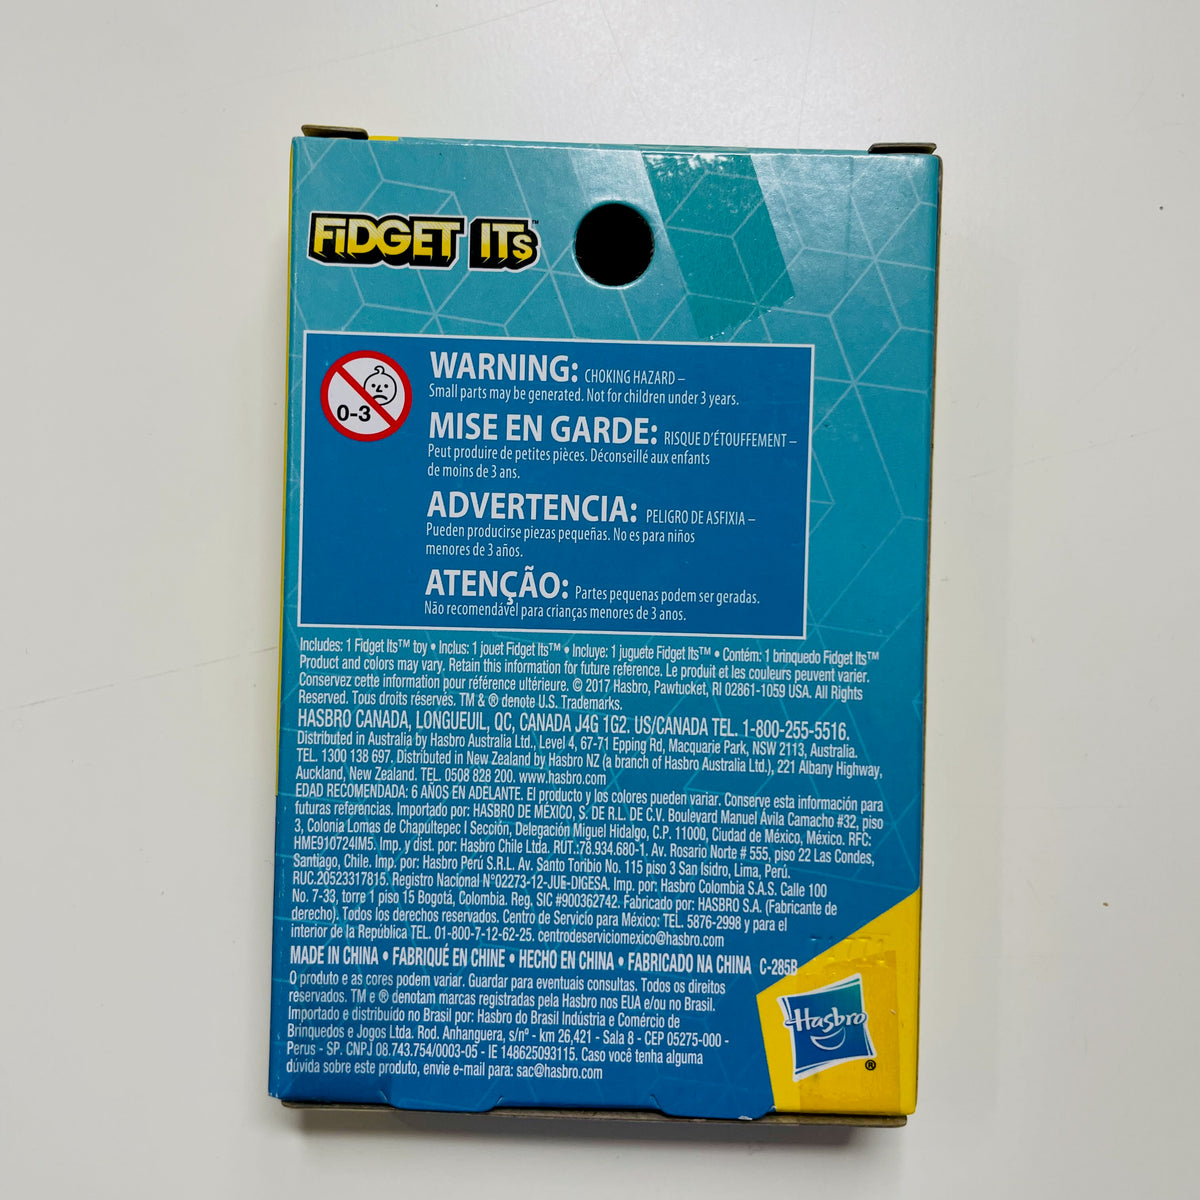 FiDGET ITs™
0-3
WARNING: CHOKING HAZARD –
Small parts may be generated. Not for children under 3 years.
MISE EN GARDE: RISQUE D'ÉTOUFFEMENT –
Peut produire de petites pièces. Déconseillé aux enfants
de moins de 3 ans.
ADVERTENCIA: PELIGRO DE ASFIXIA –
Pueden producirse piezas pequeñas. No es para niños
menores de 3 años.
ATENÇÃO: Partes pequenas podem ser geradas.
Não recomendável para crianças menores de 3 anos.
Includes: 1 Fidget Its™ toy • Inclus: 1 jouet Fidget Its™ • Incluye: 1 juguete Fidget Its™ • Contém: 1 brinquedo Fidget Its™
Product and colors may vary. Retain this information for future reference. Le produit et les couleurs peuvent varier.
Conservez cette information pour référence ultérieure. © 2017 Hasbro, Pawtucket, RI 02861-1059 USA. All Rights
Reserved. Tous droits réservés. TM & ® denote U.S. Trademarks.
HASBRO CANADA, LONGUEUIL, QC, CANADA J4G 1G2. US/CANADA TEL. 1-800-255-5516.
Distributed in Australia by Hasbro Australia Ltd., Level 4, 67-71 Epping Rd, Macquarie Park, NSW 2113, Australia.
TEL. 1300 138 697. Distributed in New Zealand by Hasbro NZ (a branch of Hasbro Australia Ltd.), 221 Albany Highway,
Auckland, New Zealand. TEL. 0508 828 200. www.hasbro.com
EDAD RECOMENDADA: 6 AÑOS EN ADELANTE. El producto y los colores pueden variar. Conserve esta información para
futuras referencias. Importado por: HASBRO DE MÉXICO, S. DE R.L. DE C.V. Boulevard Manuel Ávila Camacho #32, piso
3, Colonia Lomas de Chapultepec I Sección, Delegación Miguel Hidalgo, C.P. 11000, Ciudad de México, México. RFC:
HME910724IM5. Imp. y dist. por: Hasbro Chile Ltda. RUT.:78.934.680-1. Av. Rosario Norte # 555, piso 22 Las Condes,
Santiago, Chile. Imp. por: Hasbro Perú S.R.L. Av. Santo Toribio No. 115 piso 3 San Isidro, Lima, Perú.
RUC.20523317815. Registro Nacional N°02273-12-JUE-DIGESA. Imp. por: Hasbro Colombia S.A.S. Calle 100
No. 7-33, torre 1 piso 15 Bogotá, Colombia. Reg. SIC #900362742. Fabricado por: HASBRO S.A. (Fabricante de
derecho). Todos los derechos reservados. Centro de Servicio para México: TEL. 5876-2998 y para el
interior de la República TEL. 01-800-7-12-62-25. centrodeserviciomexico@hasbro.com
MADE IN CHINA • FABRIQUÉ EN CHINE • HECHO EN CHINA • FABRICADO NA CHINA C-285B
O produto e as cores podem variar. Guardar para eventuais consultas. Todos os direitos
reservados. TM e ® denotam marcas registradas pela Hasbro nos EUA e/ou no Brasil.
Importado e distribuído no Brasil por: Hasbro do Brasil Indústria e Comércio de
Brinquedos e Jogos Ltda. Rod. Anhanguera, s/nº - km 26,421 - Sala 8 - CEP 05275-000 -
Perus - SP. CNPJ 08.743.754/0003-05 - IE 148625093115. Caso você tenha alguma
dúvida sobre este produto, envie e-mail para: sac@hasbro.com
Hasbro®